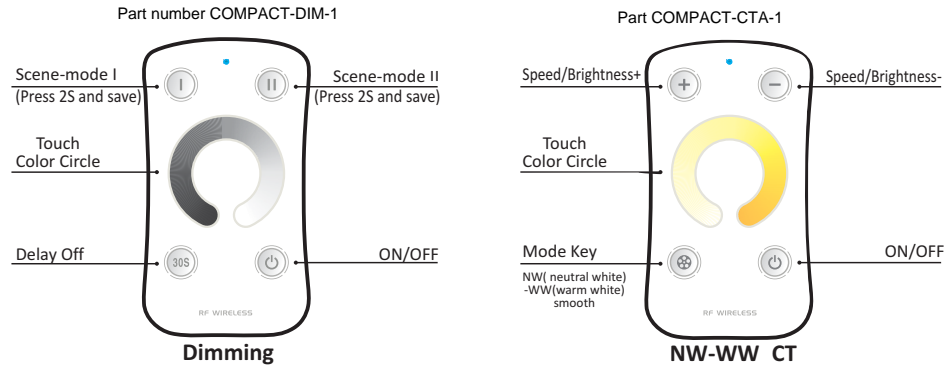 Part number COMPACT-DIM-1
Scene-mode I
(Press 2S and save)
I
II
Scene-mode II
(Press 2S and save)
Touch
Color Circle
Delay Off
30S
ON/OFF
RF WIRELESS
Dimming
Part COMPACT-CTA-1
Speed/Brightness+
+
-
Speed/Brightness-
Touch
Color Circle
Mode Key
NW( neutral white)
-WW(warm white)
smooth
ON/OFF
RF WIRELESS
NW-WW CT